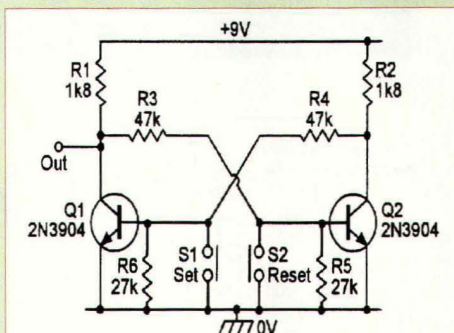 +9V
R1
1k8
R2
1k8
R3
47k
R4
47k
Out
Q1
2N3904
Q2
2N3904
R6
27k
S1
Set
S2
Reset
R5
27k
0V